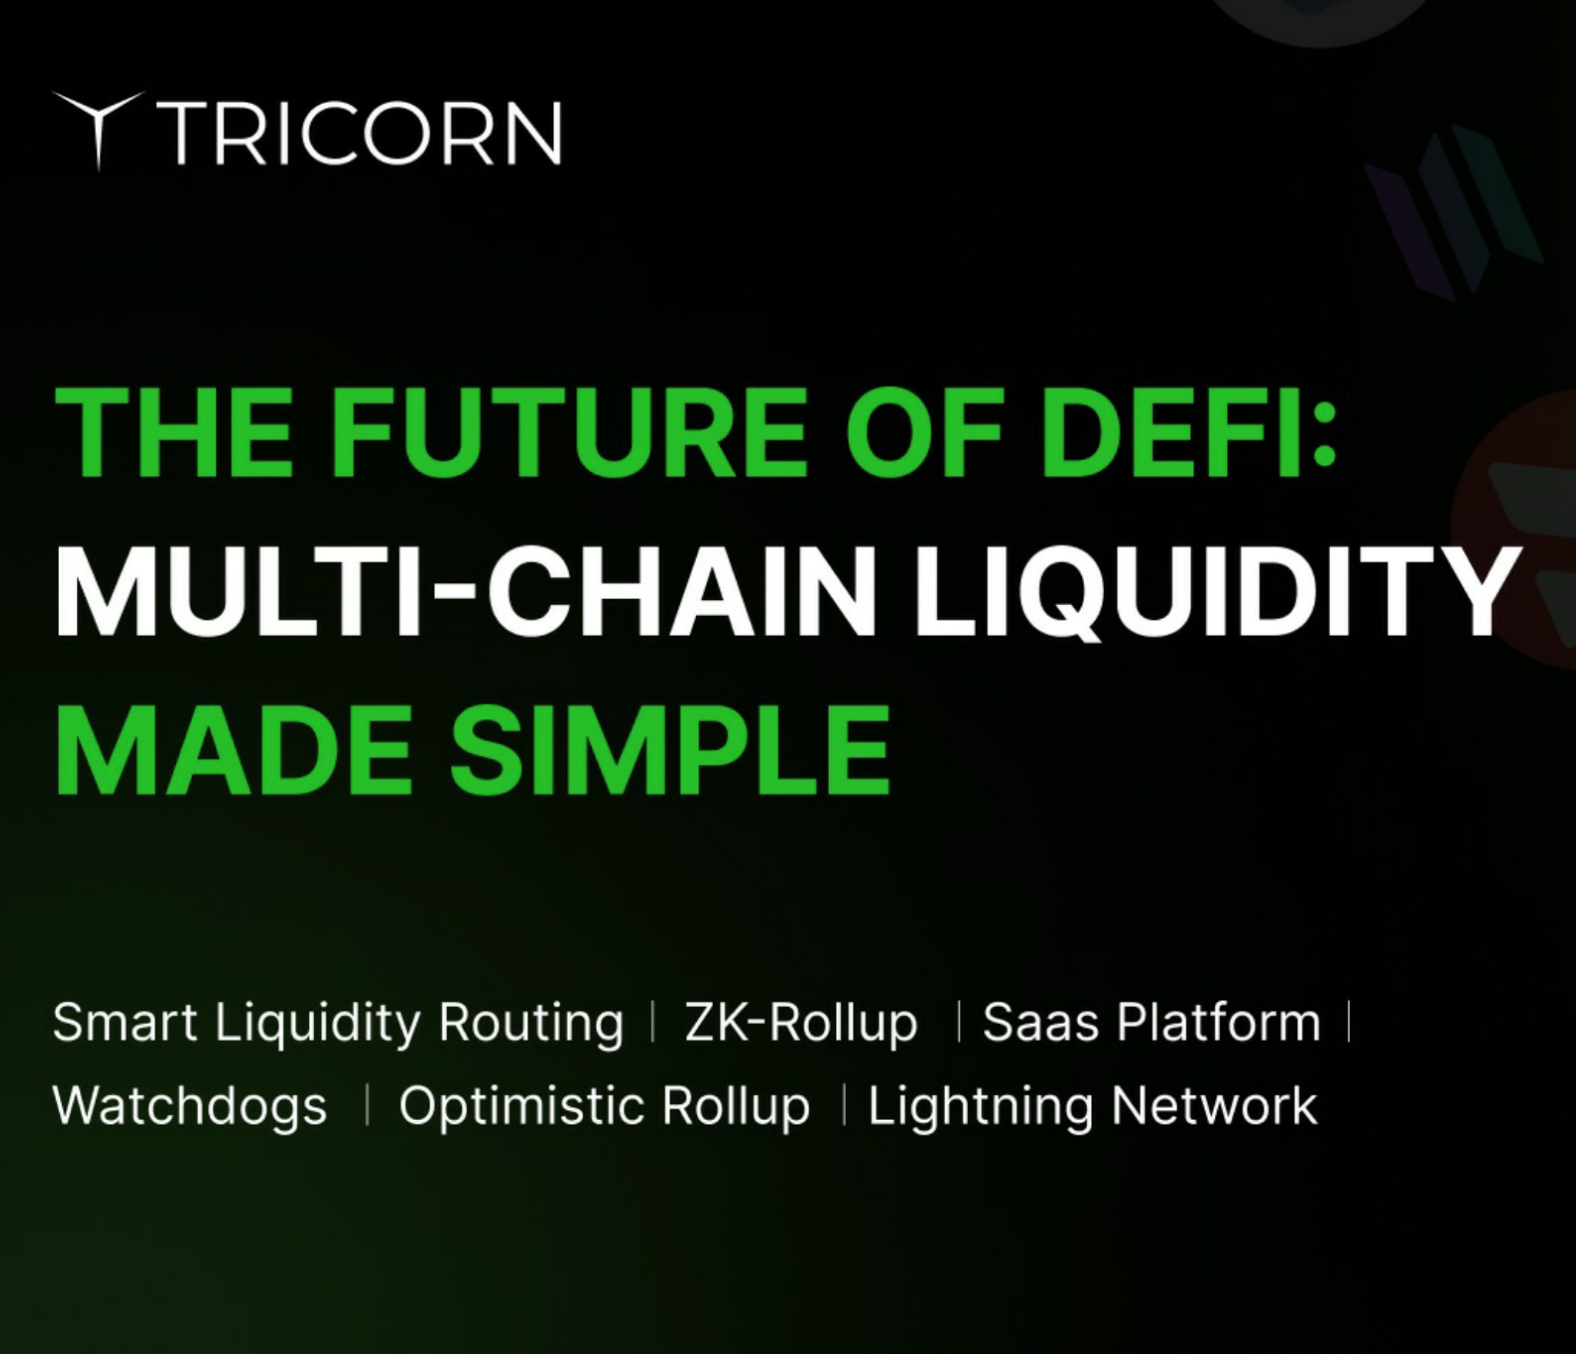 TRICORN
THE FUTURE OF DEFI:
MULTI-CHAIN LIQUIDITY
MADE SIMPLE
Smart Liquidity Routing | ZK-Rollup | Saas Platform |
Watchdogs | Optimistic Rollup | Lightning Network